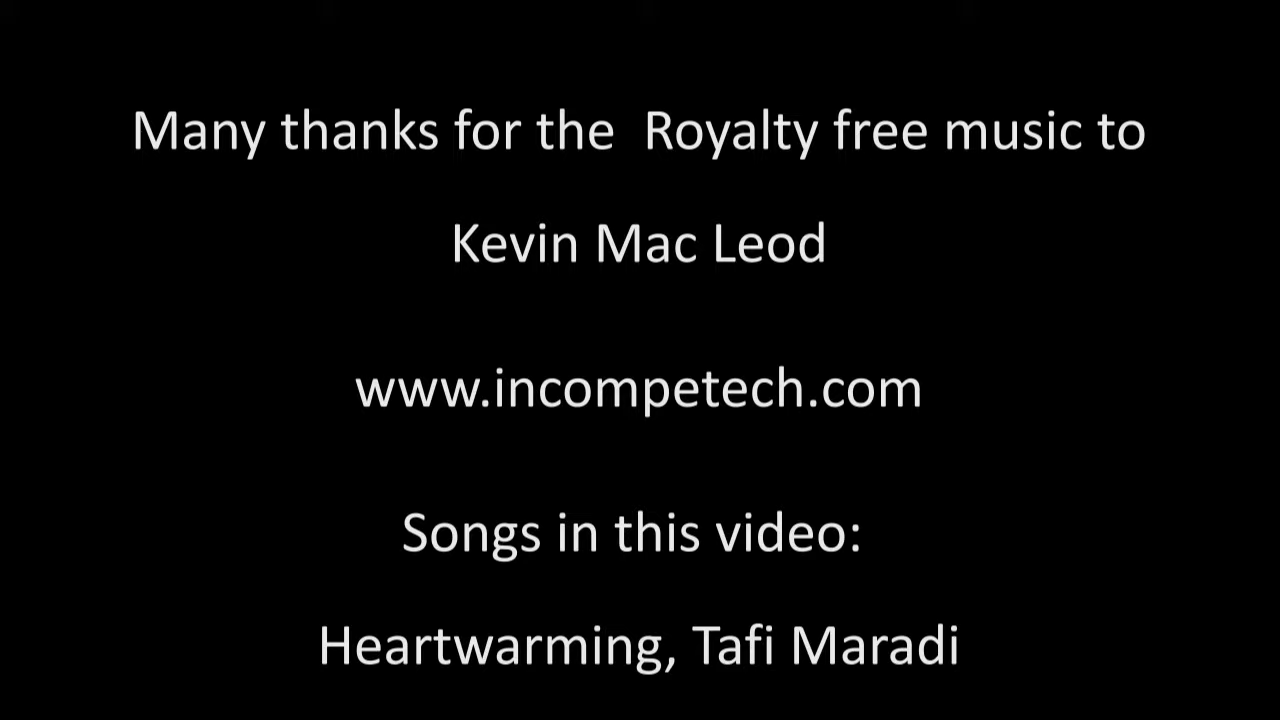 Many thanks for the  Royalty free music to
Kevin Mac Leod
www.incompetech.com
Songs in this video:
Heartwarming, Tafi Maradi